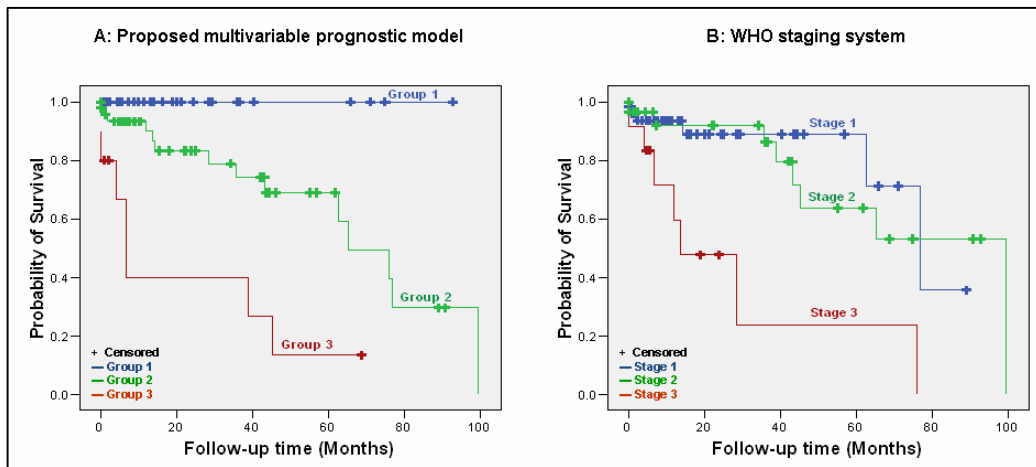 A: Proposed multivariable prognostic model
Probability of Survival
1.0
0.8
0.6
0.4
0.2
0.0
Group 1
Group 2
Group 3
+ Censored
Group 1
Group 2
Group 3
0 20 40 60 80 100
Follow-up time (Months)
B: WHO staging system
Probability of Survival
1.0
0.8
0.6
0.4
0.2
0.0
Stage 1
Stage 2
Stage 3
+ Censored
Stage 1
Stage 2
Stage 3
0 20 40 60 80 100
Follow-up time (Months)